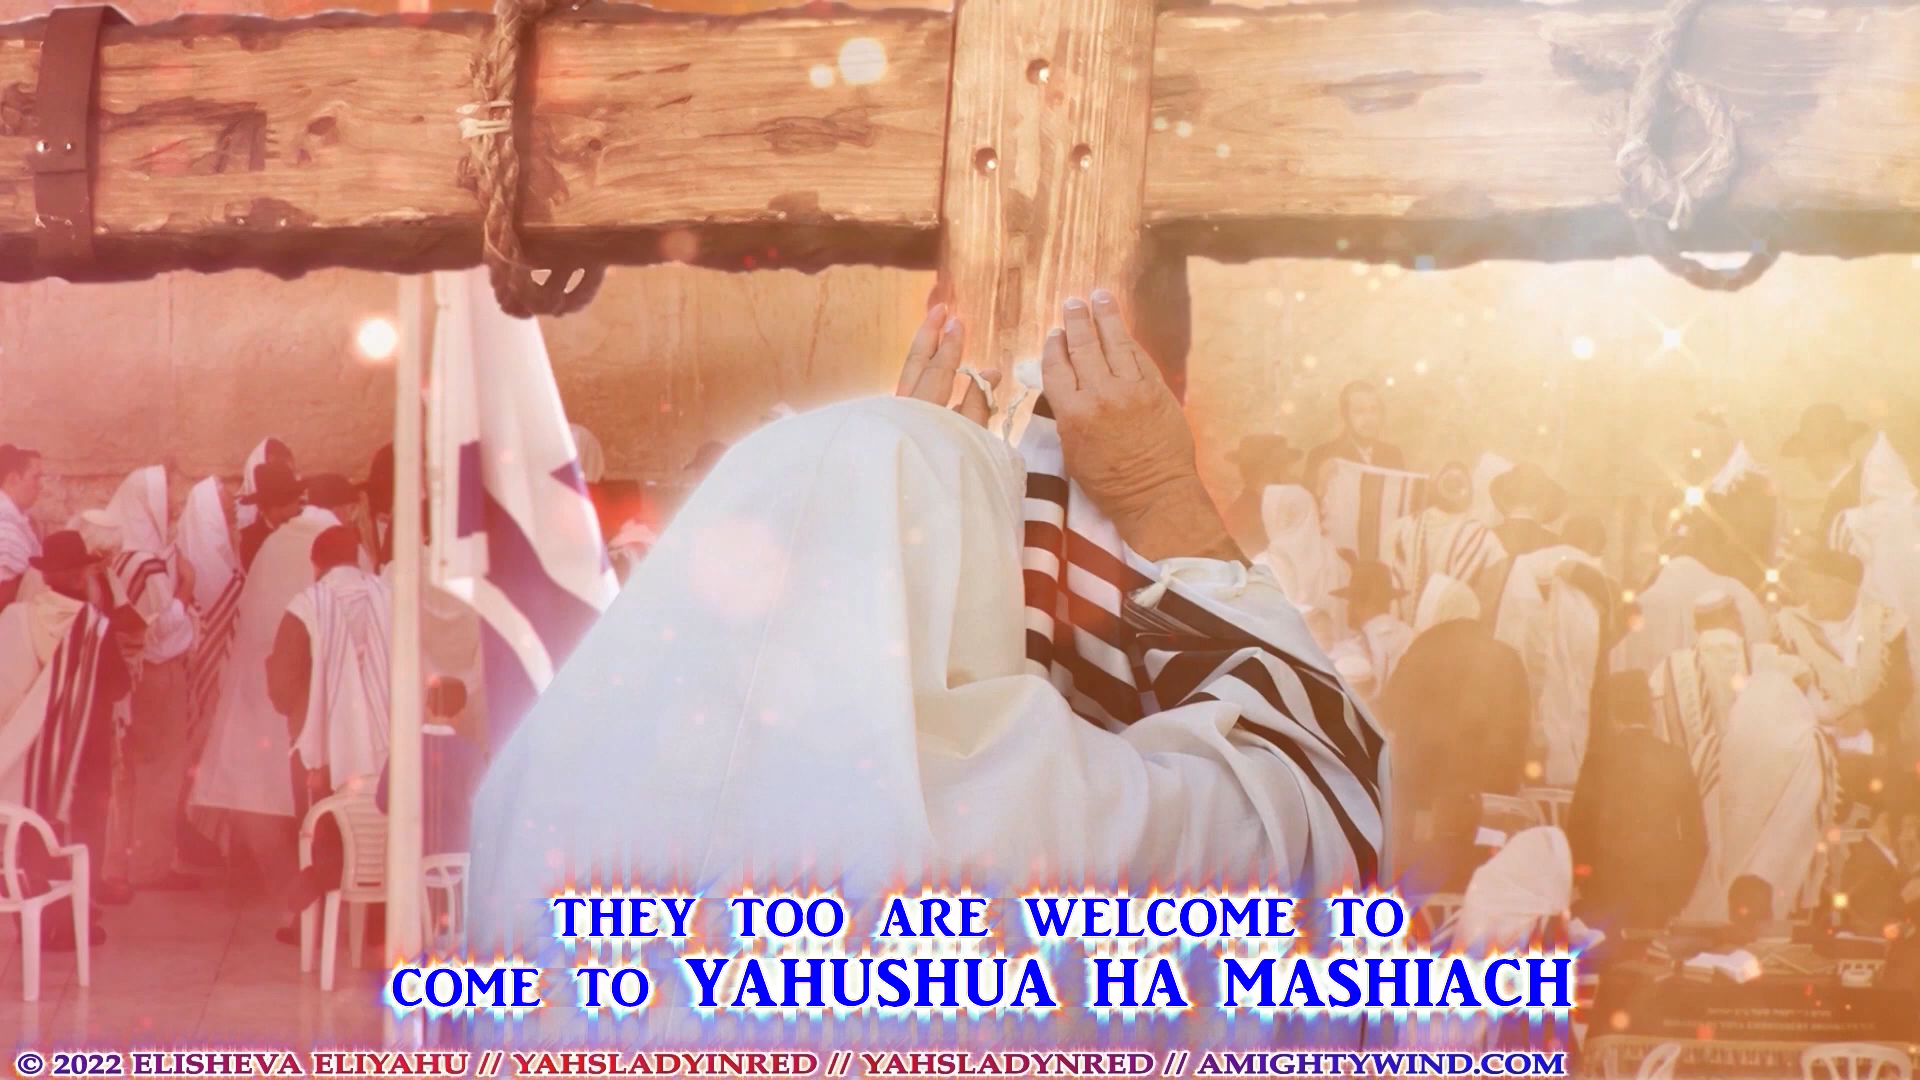 THEY TOO ARE WELCOME TO
COME TO YAHUSHUA HA MASHIACH
© 2022 ELISHEVA ELIYAHU // YAHSLADYINRED // YAHSLADYNRED // AMIGHTYWIND.COM